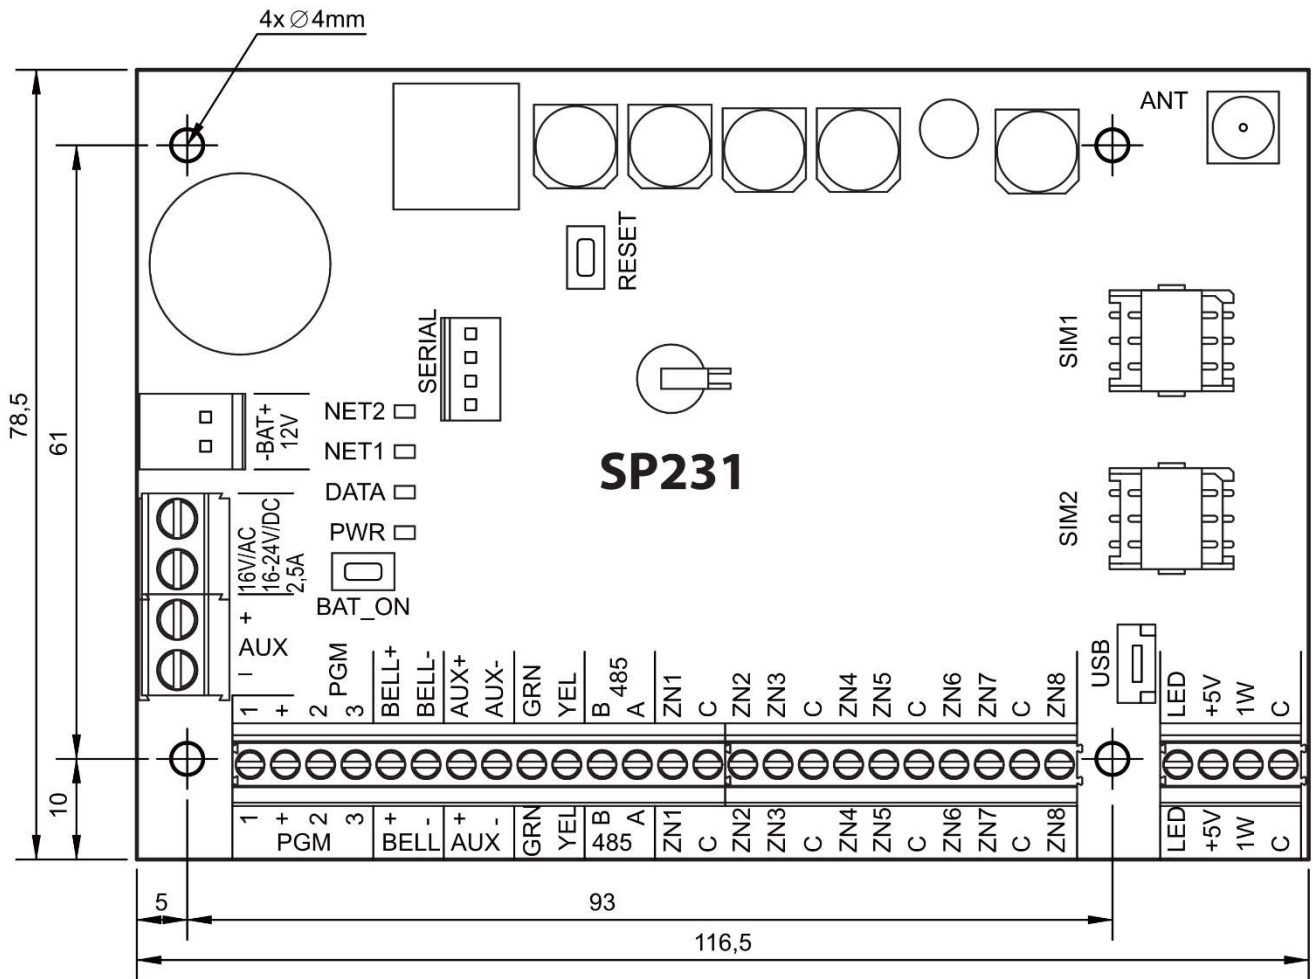 4x ∅4mm
ANT
RESET
SERIAL
SIM1
78,5
61
-BAT+
12V
NET2
NET1
DATA
PWR
SP231
SIM2
16V/AC
16-24V/DC
2,5A
BAT_ON
+
AUX
–
USB
1 + 2 3 PGM BELL+ BELL- AUX+ AUX- GRN YEL B A 485 ZN1 C ZN2 ZN3 C ZN4 ZN5 C ZN6 ZN7 C ZN8 LED +5V 1W C
10
1 + 2 3 + - + - GRN YEL B A ZN1 C ZN2 ZN3 C ZN4 ZN5 C ZN6 ZN7 C ZN8 LED +5V 1W C
PGM BELL AUX 485
5
93
116,5